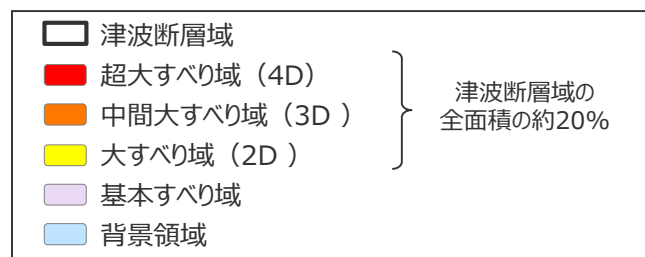 津波断層域
超大すべり域（4D）
中間大すべり域（3D ）
大すべり域（2D ）
基本すべり域
背景領域
津波断層域の
全面積の約20%